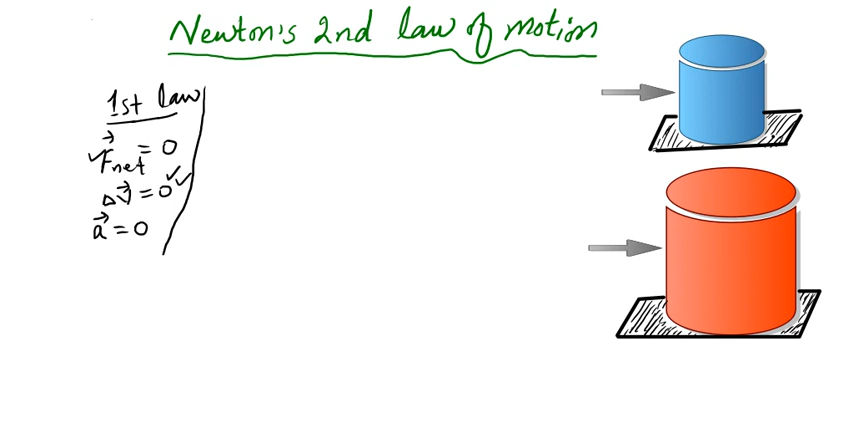 Newton's 2nd law of motion
1st law
✓F⃗net = 0
Δv⃗ = 0✓✓
a⃗ = 0